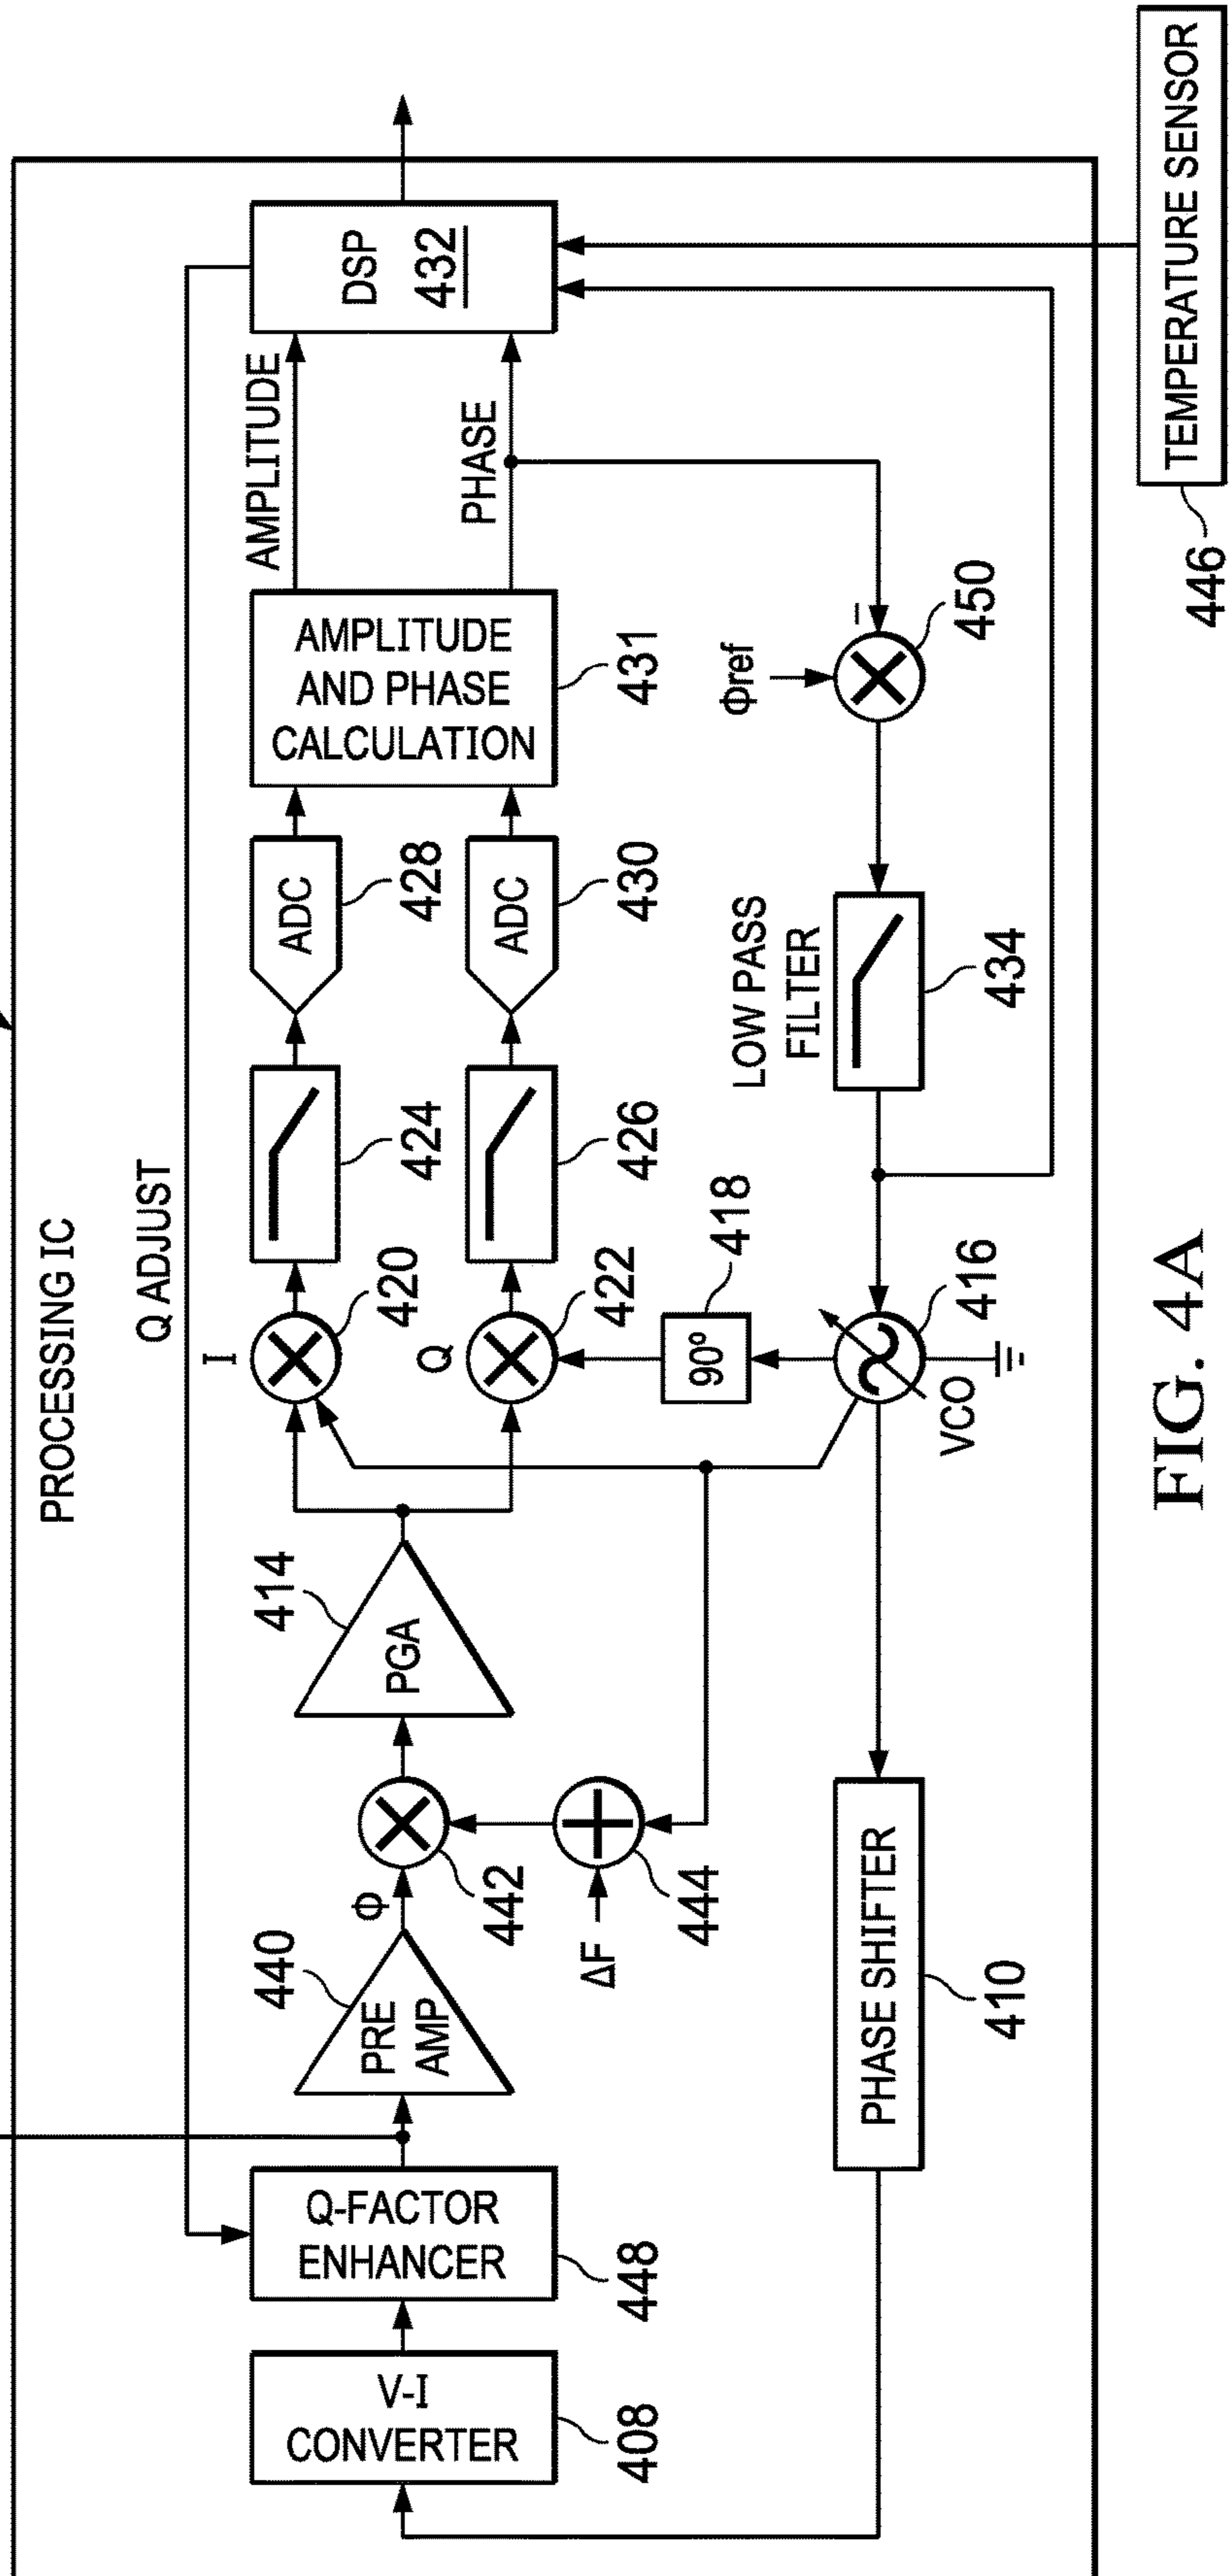 PROCESSING IC
Q ADJUST
V-I
CONVERTER
408
Q-FACTOR
ENHANCER
448
PRE
AMP
440
Φ
442
ΔF
444
PGA
414
I
420
Q
422
90°
418
424
426
ADC
428
ADC
430
AMPLITUDE
AND PHASE
CALCULATION
431
AMPLITUDE
PHASE
DSP
432
PHASE SHIFTER
410
VCO
416
LOW PASS
FILTER
434
Φref
–
450
TEMPERATURE SENSOR
446
FIG. 4A